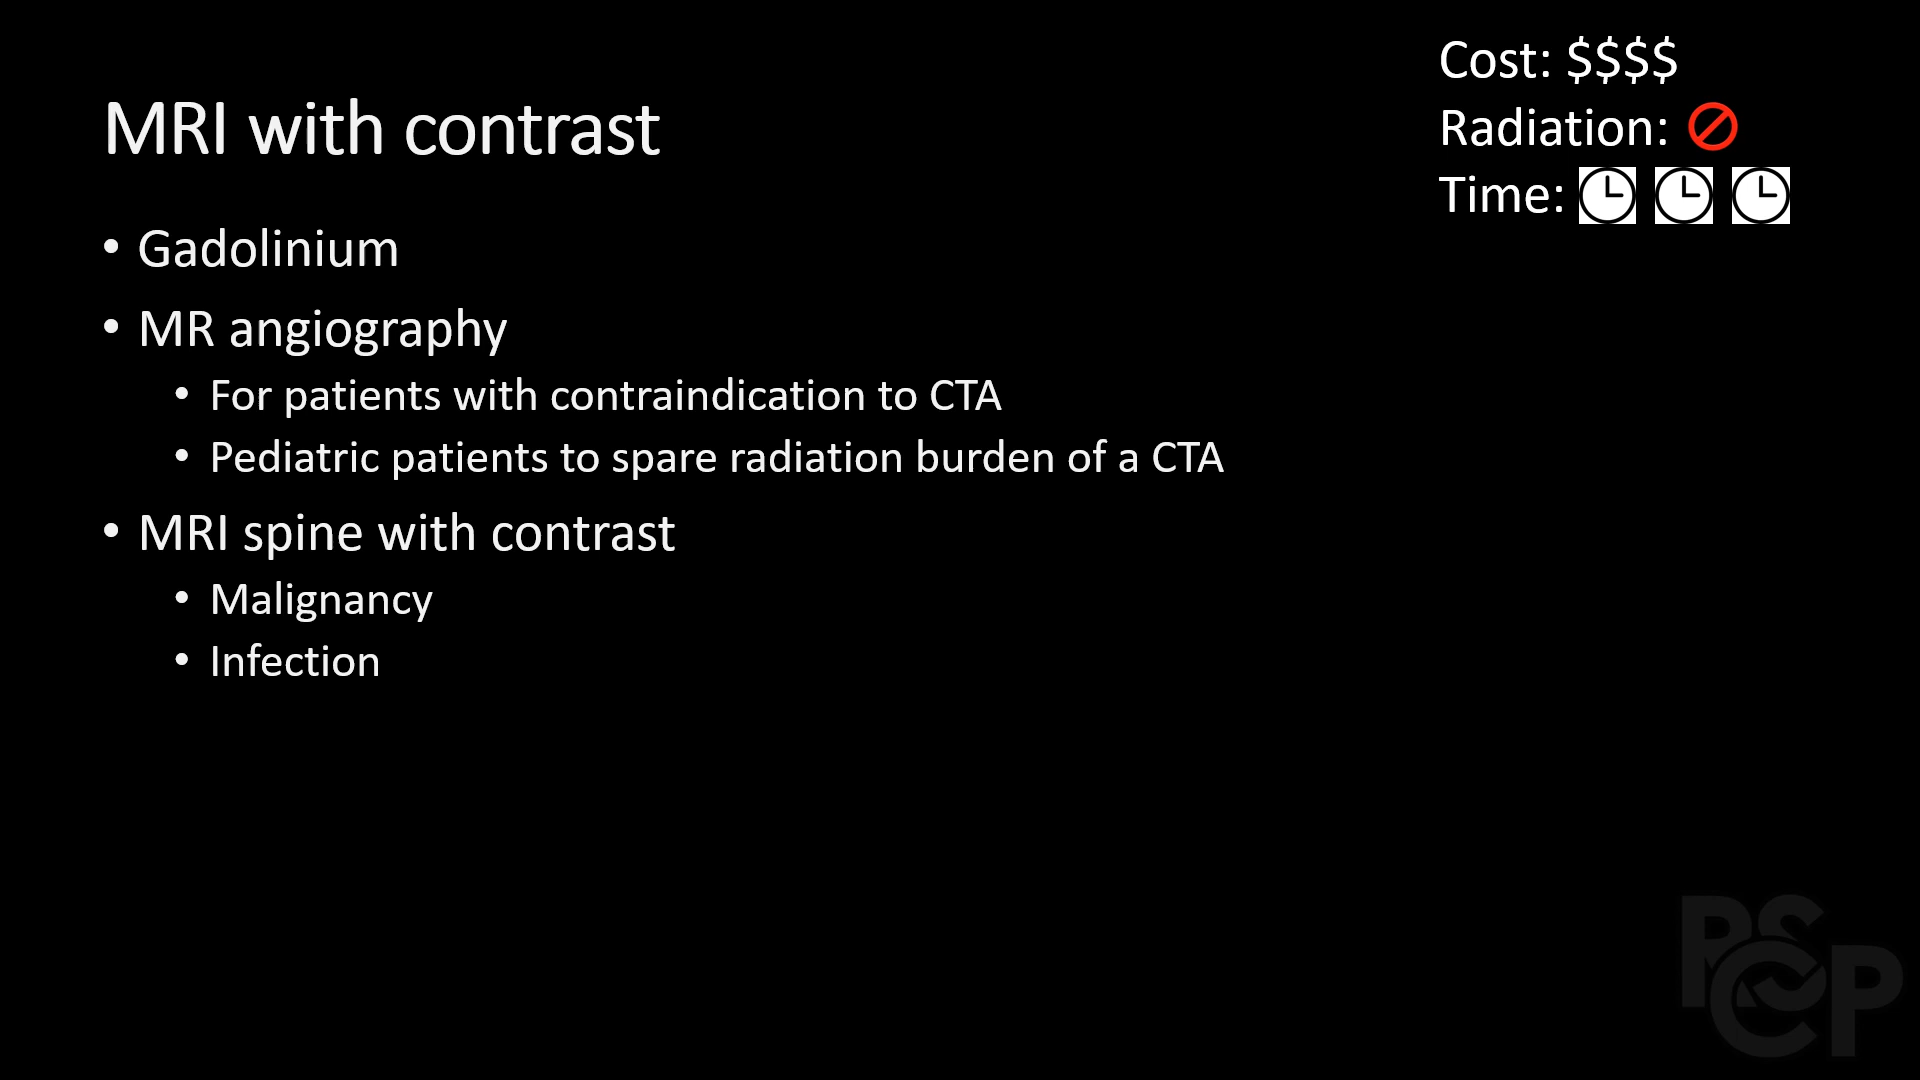 MRI with contrast
• Gadolinium
• MR angiography
• For patients with contraindication to CTA
• Pediatric patients to spare radiation burden of a CTA
• MRI spine with contrast
• Malignancy
• Infection
Cost: $$$$
Radiation:
Time:
PSCP